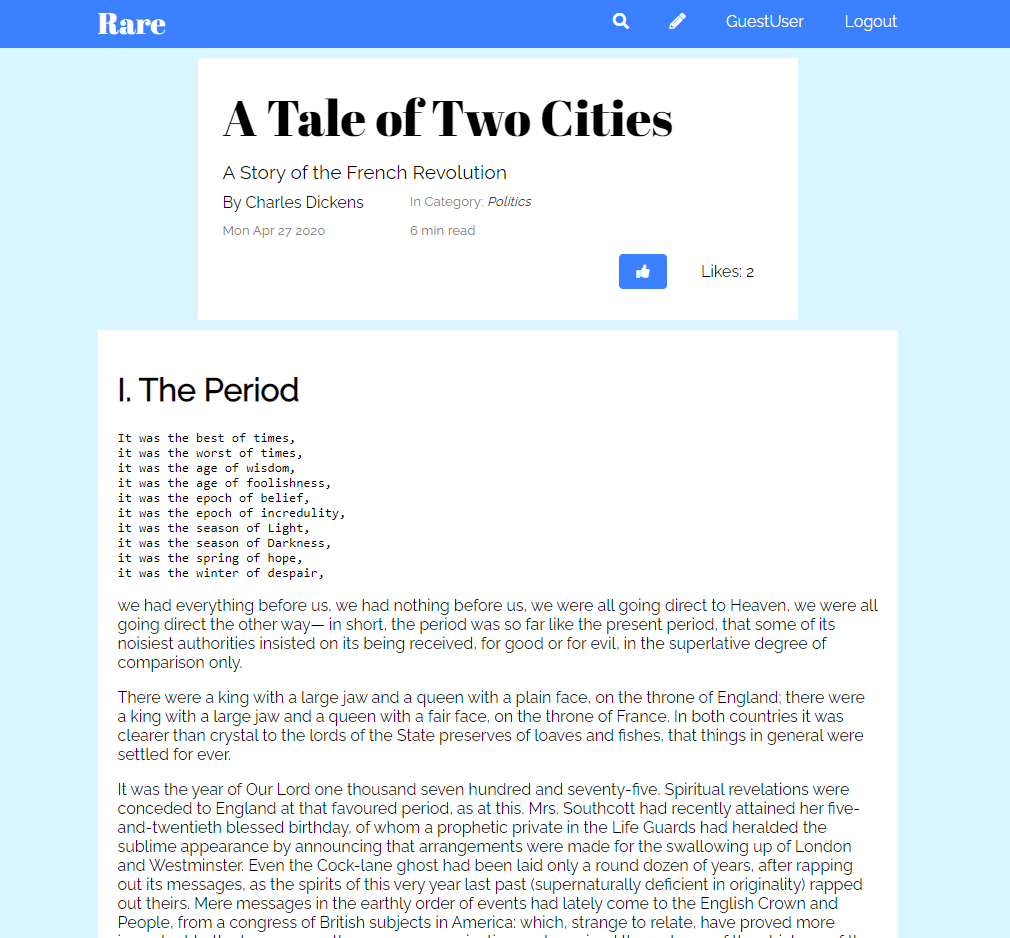 Rare
GuestUser
Logout
A Tale of Two Cities
A Story of the French Revolution
By Charles Dickens
In Category: Politics
Mon Apr 27 2020
6 min read
Likes: 2
I. The Period
It was the best of times,
it was the worst of times,
it was the age of wisdom,
it was the age of foolishness,
it was the epoch of belief,
it was the epoch of incredulity,
it was the season of Light,
it was the season of Darkness,
it was the spring of hope,
it was the winter of despair,
we had everything before us, we had nothing before us, we were all going direct to Heaven, we were all
going direct the other way— in short, the period was so far like the present period, that some of its
noisiest authorities insisted on its being received, for good or for evil, in the superlative degree of
comparison only.
There were a king with a large jaw and a queen with a plain face, on the throne of England; there were
a king with a large jaw and a queen with a fair face, on the throne of France. In both countries it was
clearer than crystal to the lords of the State preserves of loaves and fishes, that things in general were
settled for ever.
It was the year of Our Lord one thousand seven hundred and seventy-five. Spiritual revelations were
conceded to England at that favoured period, as at this. Mrs. Southcott had recently attained her five-
and-twentieth blessed birthday, of whom a prophetic private in the Life Guards had heralded the
sublime appearance by announcing that arrangements were made for the swallowing up of London
and Westminster. Even the Cock-lane ghost had been laid only a round dozen of years, after rapping
out its messages, as the spirits of this very year last past (supernaturally deficient in originality) rapped
out theirs. Mere messages in the earthly order of events had lately come to the English Crown and
People, from a congress of British subjects in America: which, strange to relate, have proved more